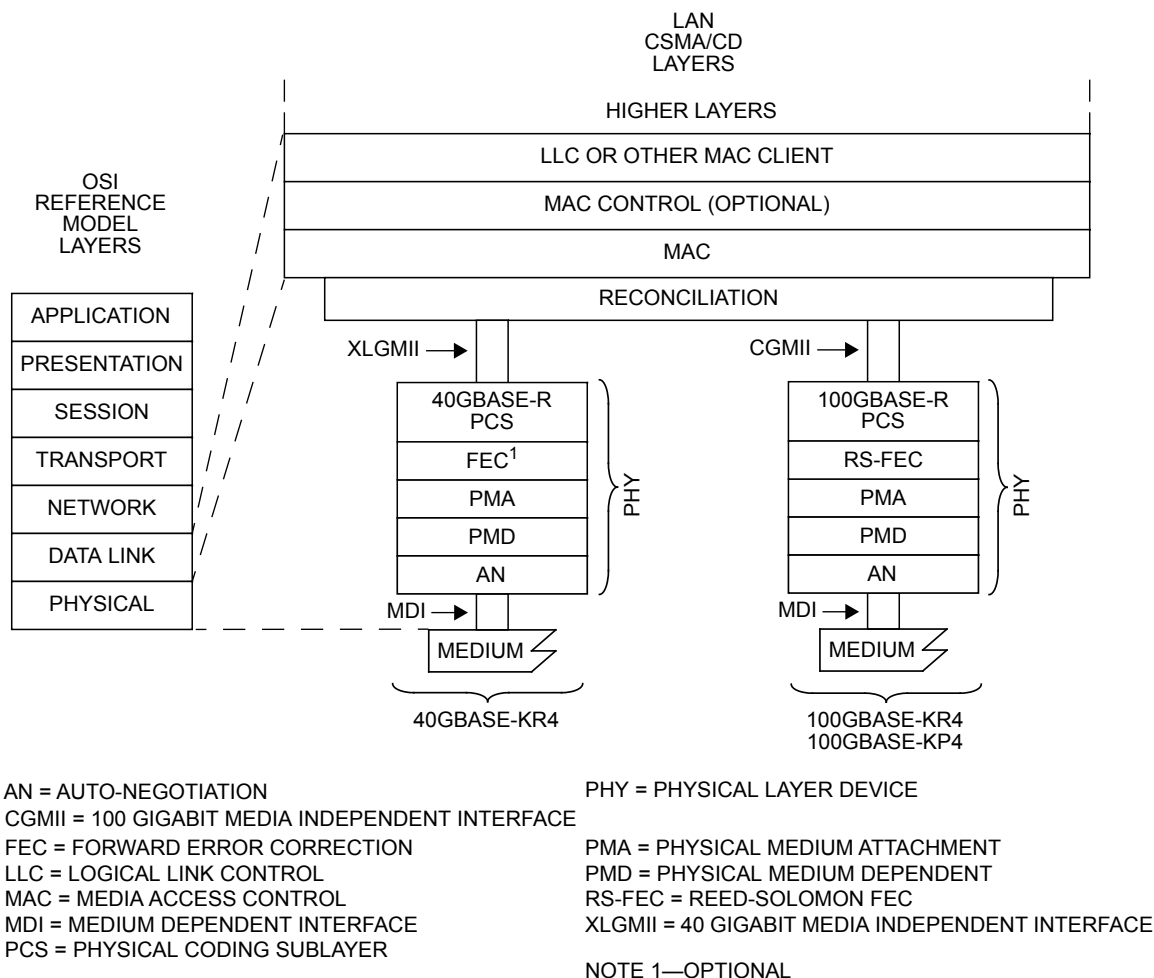 LAN
CSMA/CD
LAYERS
HIGHER LAYERS
LLC OR OTHER MAC CLIENT
MAC CONTROL (OPTIONAL)
MAC
RECONCILIATION
OSI
REFERENCE
MODEL
LAYERS
APPLICATION
PRESENTATION
SESSION
TRANSPORT
NETWORK
DATA LINK
PHYSICAL
XLGMII
40GBASE-R
PCS
FEC¹
PMA
PMD
AN
PHY
MDI
MEDIUM
40GBASE-KR4
CGMII
100GBASE-R
PCS
RS-FEC
PMA
PMD
AN
PHY
MDI
MEDIUM
100GBASE-KR4
100GBASE-KP4
AN = AUTO-NEGOTIATION
CGMII = 100 GIGABIT MEDIA INDEPENDENT INTERFACE
FEC = FORWARD ERROR CORRECTION
LLC = LOGICAL LINK CONTROL
MAC = MEDIA ACCESS CONTROL
MDI = MEDIUM DEPENDENT INTERFACE
PCS = PHYSICAL CODING SUBLAYER
PHY = PHYSICAL LAYER DEVICE
PMA = PHYSICAL MEDIUM ATTACHMENT
PMD = PHYSICAL MEDIUM DEPENDENT
RS-FEC = REED-SOLOMON FEC
XLGMII = 40 GIGABIT MEDIA INDEPENDENT INTERFACE
NOTE 1—OPTIONAL